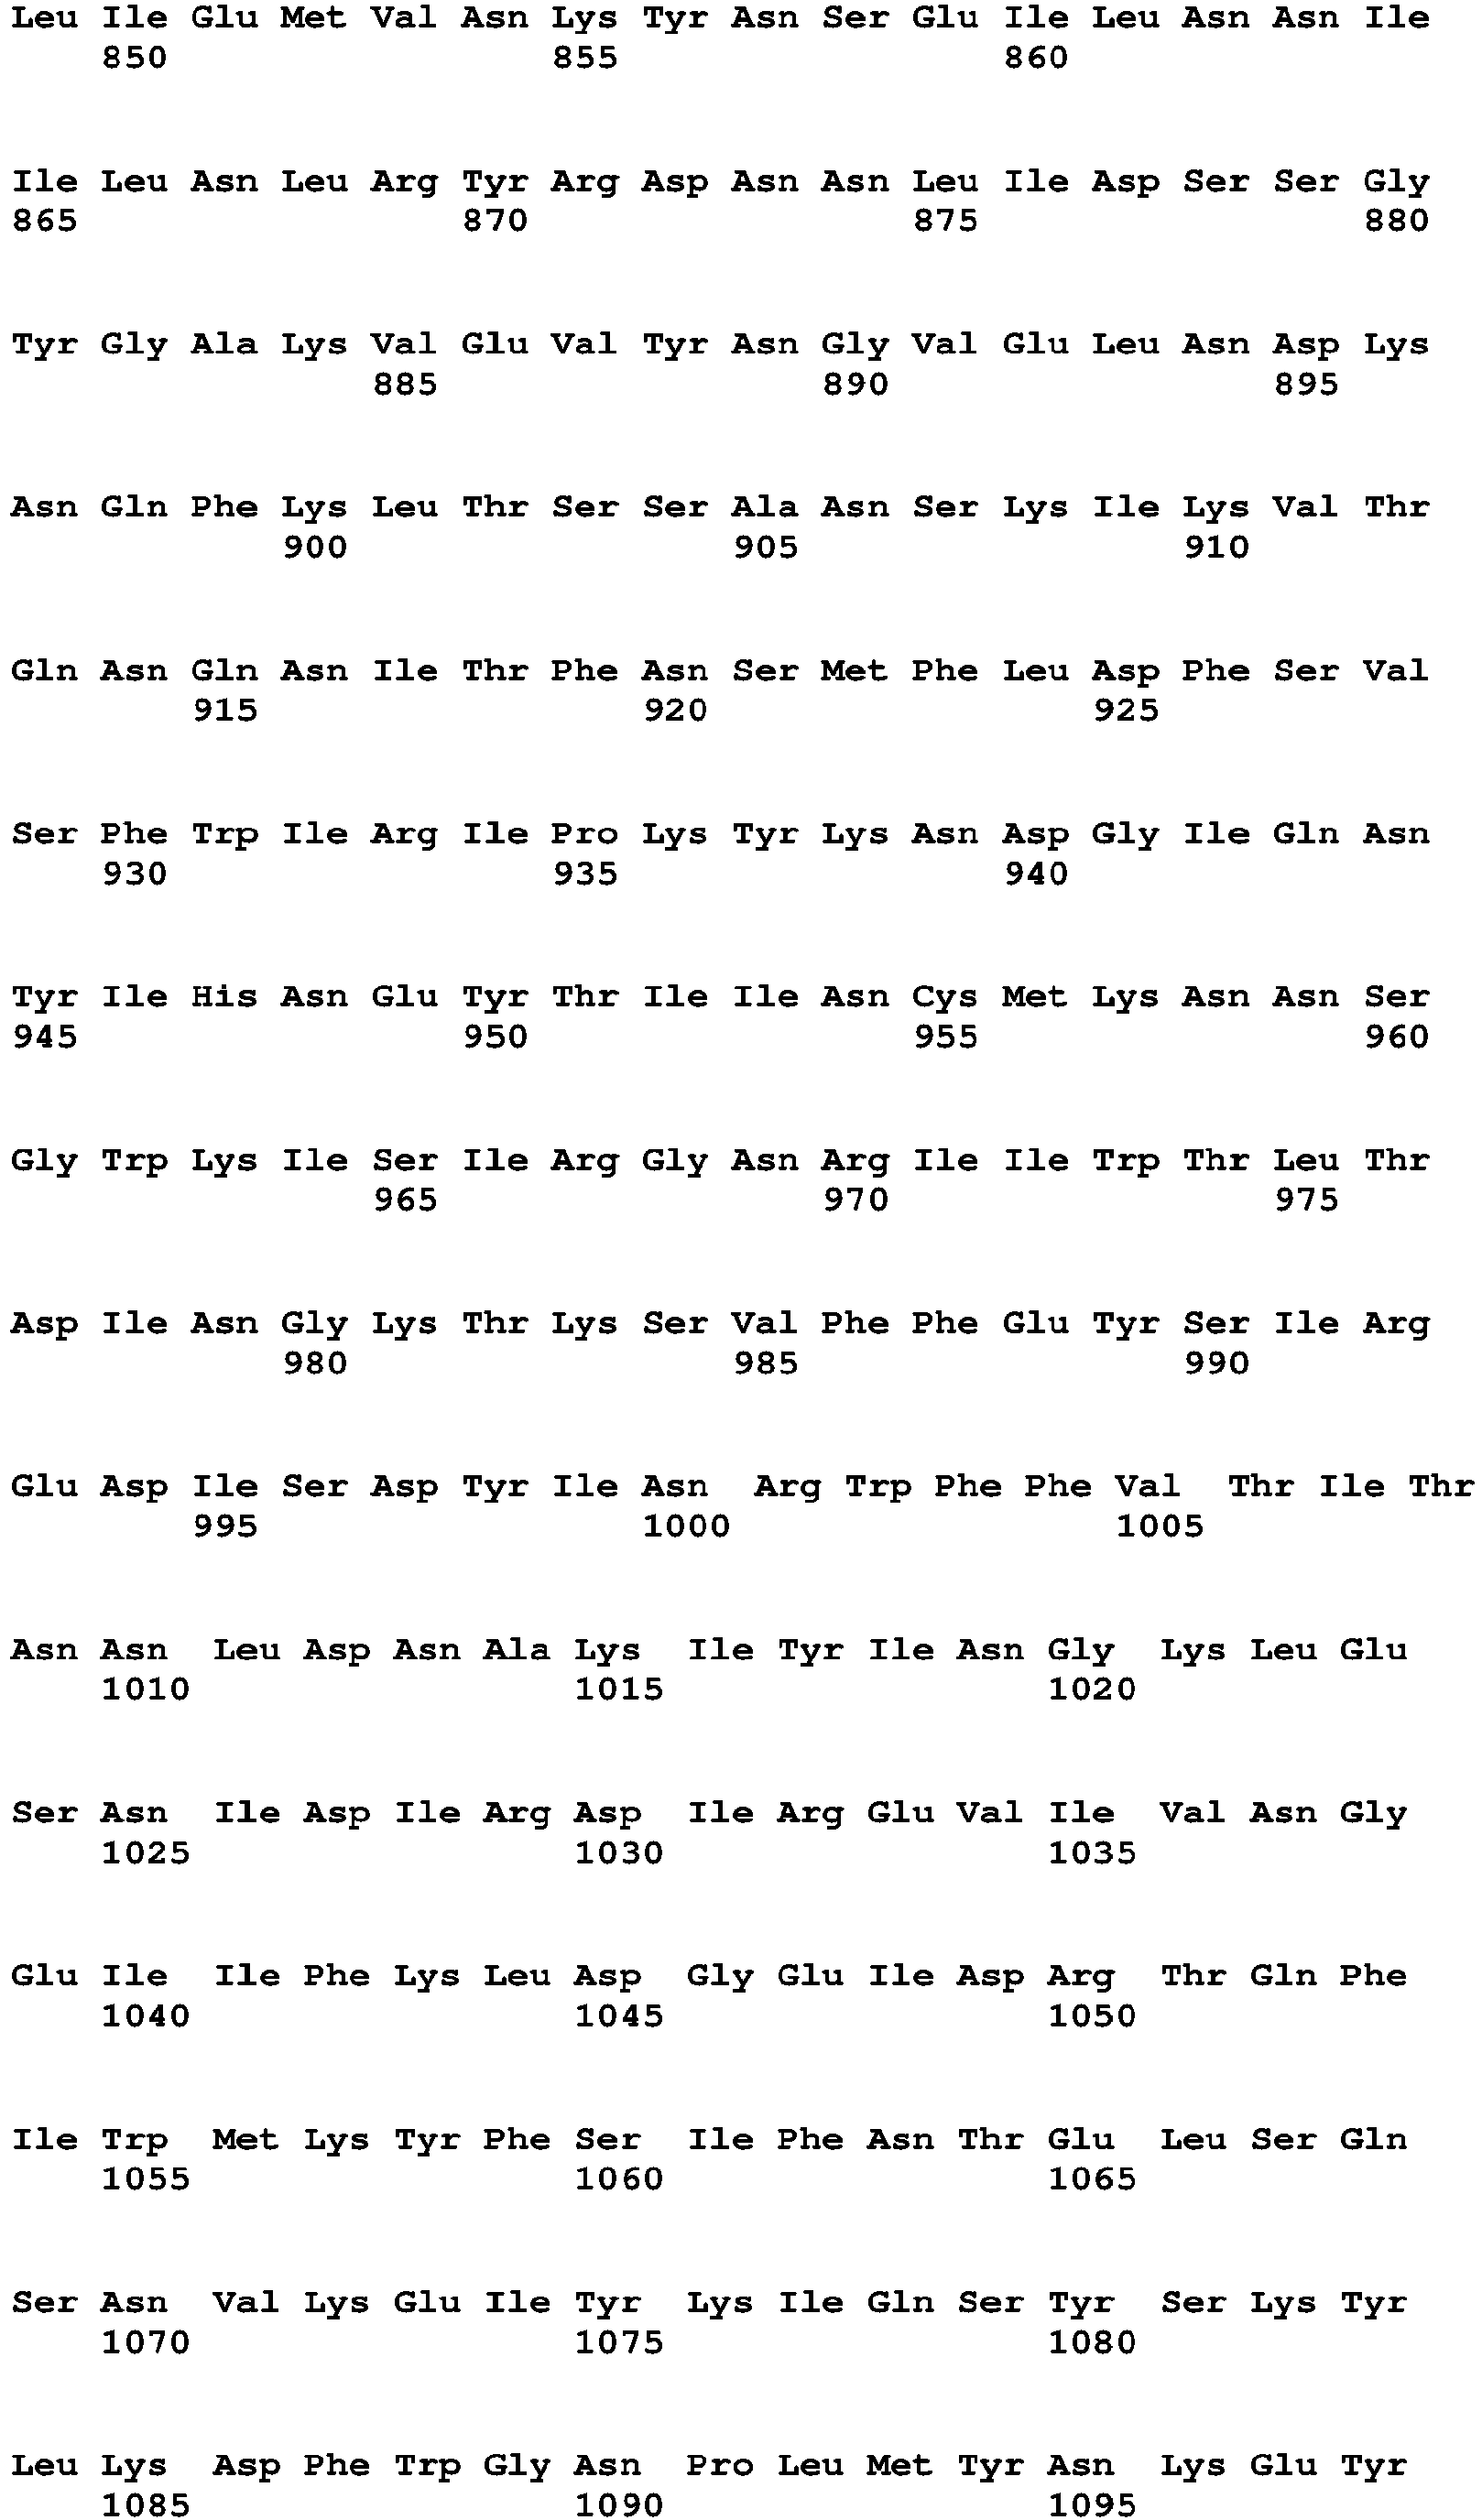 Leu Ile Glu Met Val Asn Lys Tyr Asn Ser Glu Ile Leu Asn Asn Ile
850 855 860
Ile Leu Asn Leu Arg Tyr Arg Asp Asn Asn Leu Ile Asp Ser Ser Gly
865 870 875 880
Tyr Gly Ala Lys Val Glu Val Tyr Asn Gly Val Glu Leu Asn Asp Lys
885 890 895
Asn Gln Phe Lys Leu Thr Ser Ser Ala Asn Ser Lys Ile Lys Val Thr
900 905 910
Gln Asn Gln Asn Ile Thr Phe Asn Ser Met Phe Leu Asp Phe Ser Val
915 920 925
Ser Phe Trp Ile Arg Ile Pro Lys Tyr Lys Asn Asp Gly Ile Gln Asn
930 935 940
Tyr Ile His Asn Glu Tyr Thr Ile Ile Asn Cys Met Lys Asn Asn Ser
945 950 955 960
Gly Trp Lys Ile Ser Ile Arg Gly Asn Arg Ile Ile Trp Thr Leu Thr
965 970 975
Asp Ile Asn Gly Lys Thr Lys Ser Val Phe Phe Glu Tyr Ser Ile Arg
980 985 990
Glu Asp Ile Ser Asp Tyr Ile Asn Arg Trp Phe Phe Val Thr Ile Thr
995 1000 1005
Asn Asn Leu Asp Asn Ala Lys Ile Tyr Ile Asn Gly Lys Leu Glu
1010 1015 1020
Ser Asn Ile Asp Ile Arg Asp Ile Arg Glu Val Ile Val Asn Gly
1025 1030 1035
Glu Ile Ile Phe Lys Leu Asp Gly Glu Ile Asp Arg Thr Gln Phe
1040 1045 1050
Ile Trp Met Lys Tyr Phe Ser Ile Phe Asn Thr Glu Leu Ser Gln
1055 1060 1065
Ser Asn Val Lys Glu Ile Tyr Lys Ile Gln Ser Tyr Ser Lys Tyr
1070 1075 1080
Leu Lys Asp Phe Trp Gly Asn Pro Leu Met Tyr Asn Lys Glu Tyr
1085 1090 1095